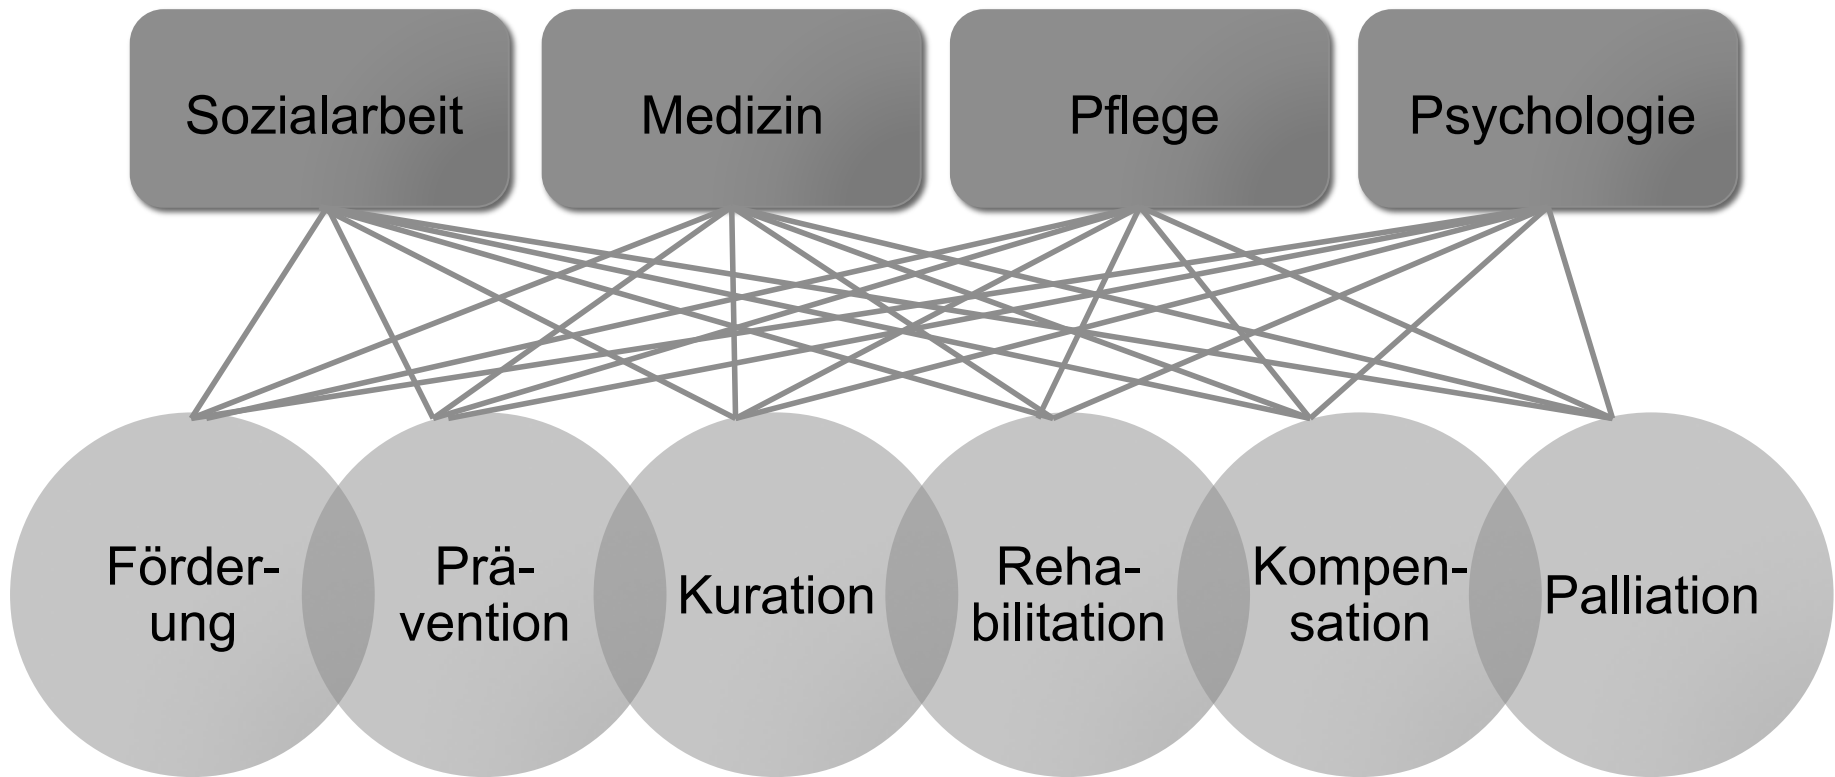 Sozialarbeit
Medizin
Pflege
Psychologie
Förder-
ung
Prä-
vention
Kuration
Reha-
bilitation
Kompen-
sation
Palliation